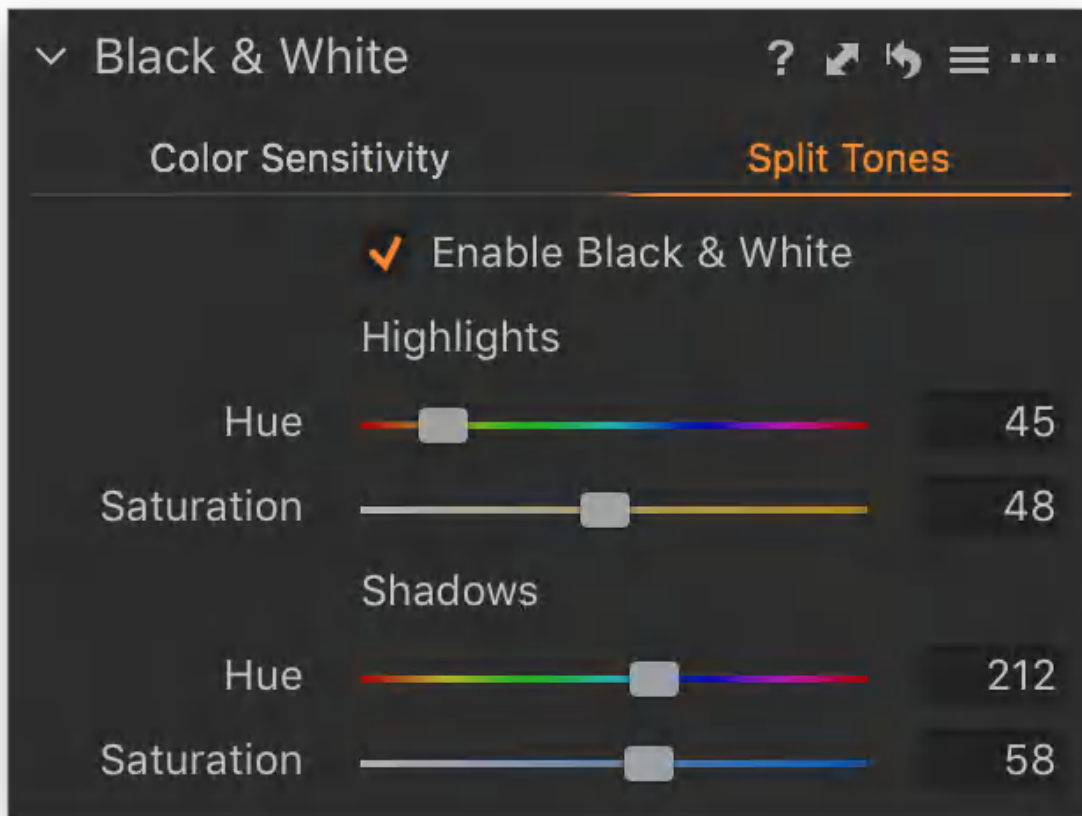 Black & White ?
Color Sensitivity Split Tones
Enable Black & White
Highlights
Hue 45
Saturation 48
Shadows
Hue 212
Saturation 58